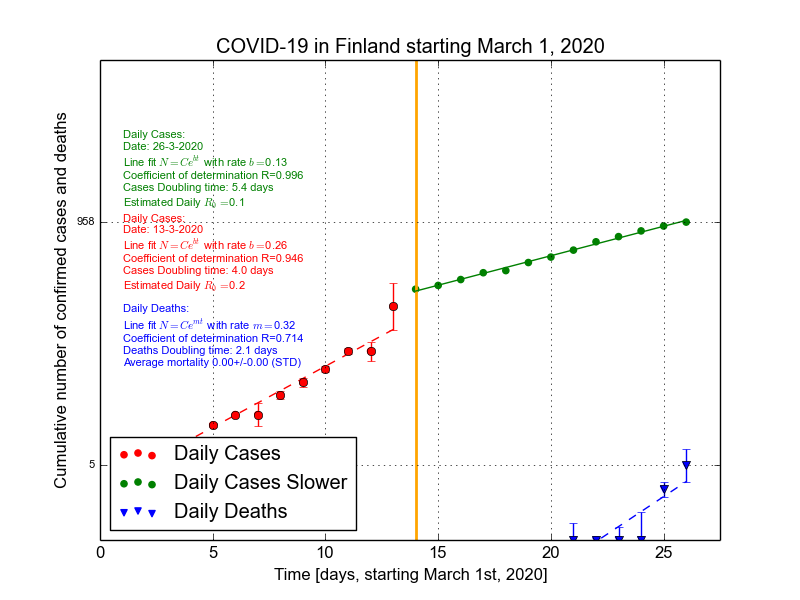 COVID-19 in Finland starting March 1, 2020
Cumulative number of confirmed cases and deaths
958
5
Daily Cases:
Date: 26-3-2020
Line fit N = Ce^{bt} with rate b = 0.13
Coefficient of determination R=0.996
Cases Doubling time: 5.4 days
Estimated Daily R_0 = 0.1
Daily Cases:
Date: 13-3-2020
Line fit N = Ce^{bt} with rate b = 0.26
Coefficient of determination R=0.946
Cases Doubling time: 4.0 days
Estimated Daily R_0 = 0.2
Daily Deaths:
Line fit N = Ce^{mt} with rate m = 0.32
Coefficient of determination R=0.714
Deaths Doubling time: 2.1 days
Average mortality 0.00+/-0.00 (STD)
Daily Cases
Daily Cases Slower
Daily Deaths
0 5 10 15 20 25
Time [days, starting March 1st, 2020]